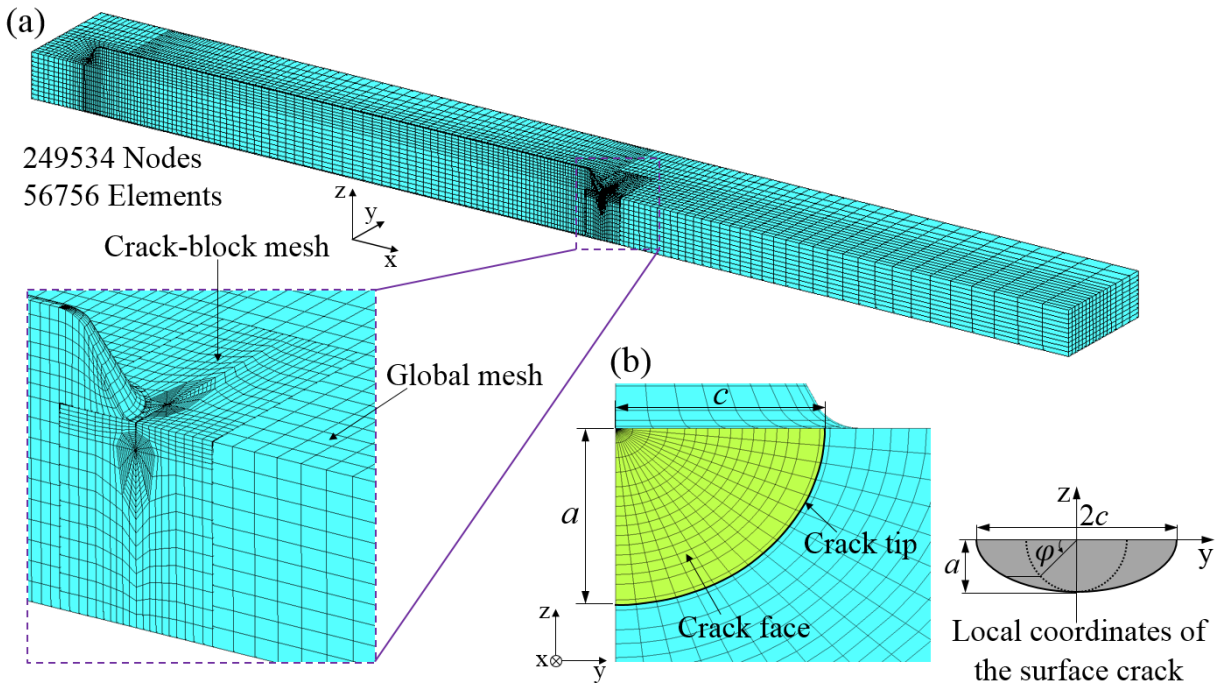 (a)
249534 Nodes
56756 Elements
z
y
x
Crack-block mesh
Global mesh
(b)
c
a
Crack tip
Crack face
z
x
y
z
2c
y
φ
a
Local coordinates of
the surface crack